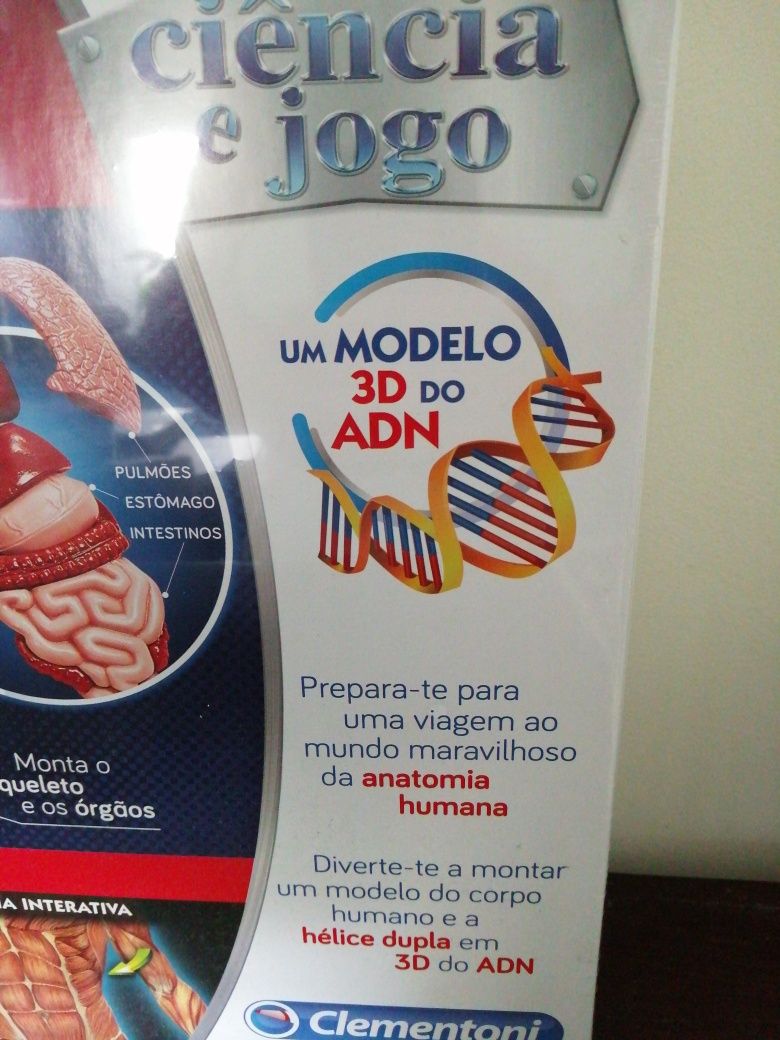 ciência
e jogo
UM MODELO
3D DO
ADN
PULMÕES
ESTÔMAGO
INTESTINOS
Prepara-te para
uma viagem ao
mundo maravilhoso
da anatomia
humana
Monta o
queleto
e os órgãos
Diverte-te a montar
um modelo do corpo
humano e a
hélice dupla em
3D do ADN
A INTERATIVA
Clementoni